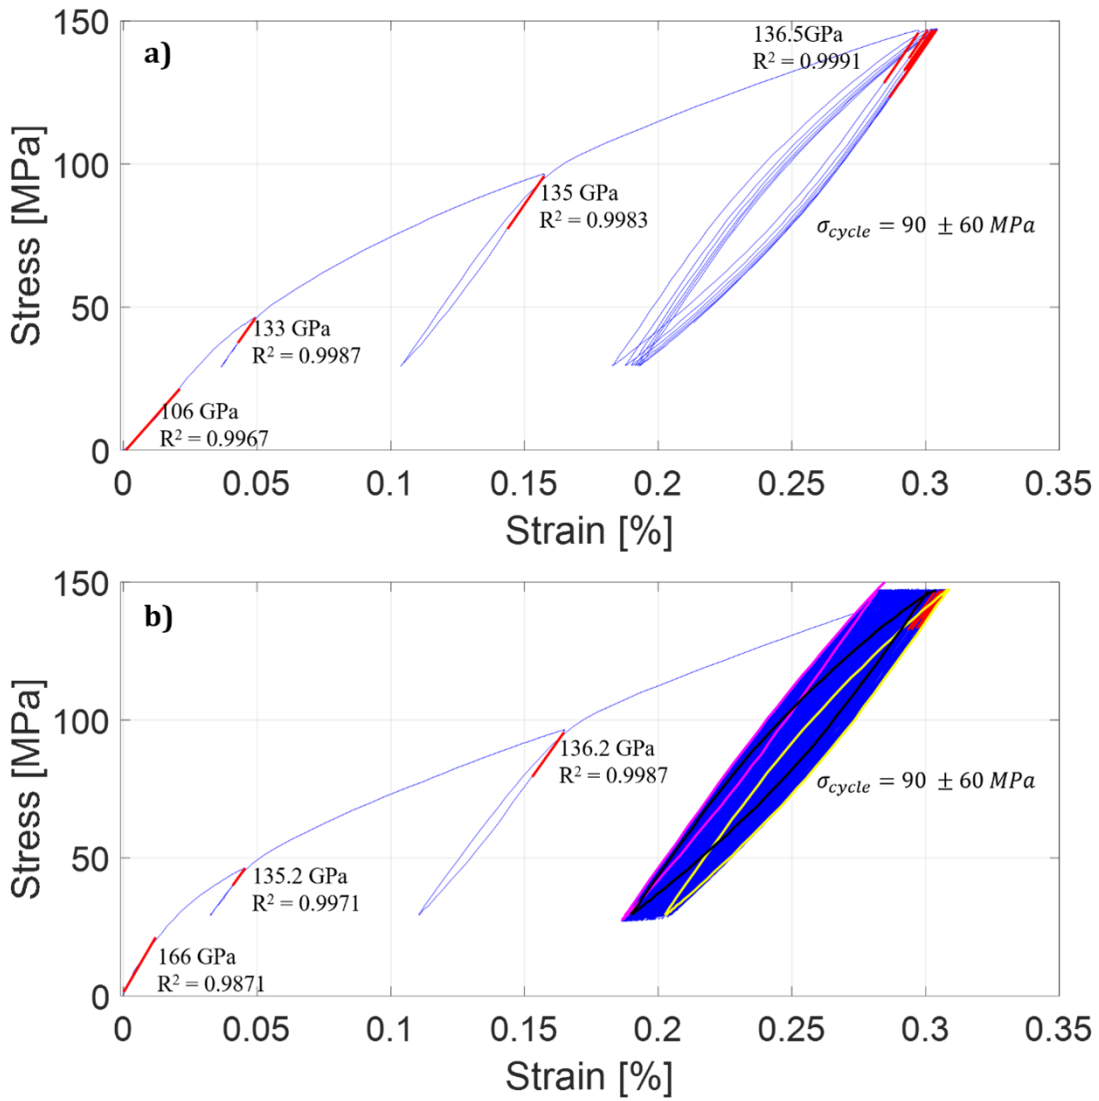 a)
150
100
50
0
Stress [MPa]
136.5GPa
R² = 0.9991
135 GPa
R² = 0.9983
σcycle = 90 ±60 MPa
133 GPa
R² = 0.9987
106 GPa
R² = 0.9967
0 0.05 0.1 0.15 0.2 0.25 0.3 0.35
Strain [%]
b)
150
100
50
0
Stress [MPa]
136.2 GPa
R² = 0.9987
σcycle = 90 ±60 MPa
135.2 GPa
R² = 0.9971
166 GPa
R² = 0.9871
0 0.05 0.1 0.15 0.2 0.25 0.3 0.35
Strain [%]